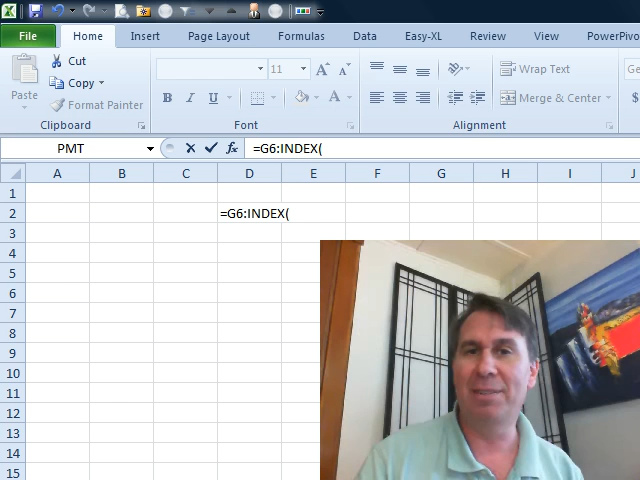 File Home Insert Page Layout Formulas Data Easy-XL Review View PowerPivo
Cut
Copy
Format Painter
Paste
11
Wrap Text
Merge & Center
Ge
$
Clipboard Font Alignment
PMT =G6:INDEX(
A B C D E F G H I J
1
2 =G6:INDEX(
3
4
5
6
7
8
9
10
11
12
13
14
15